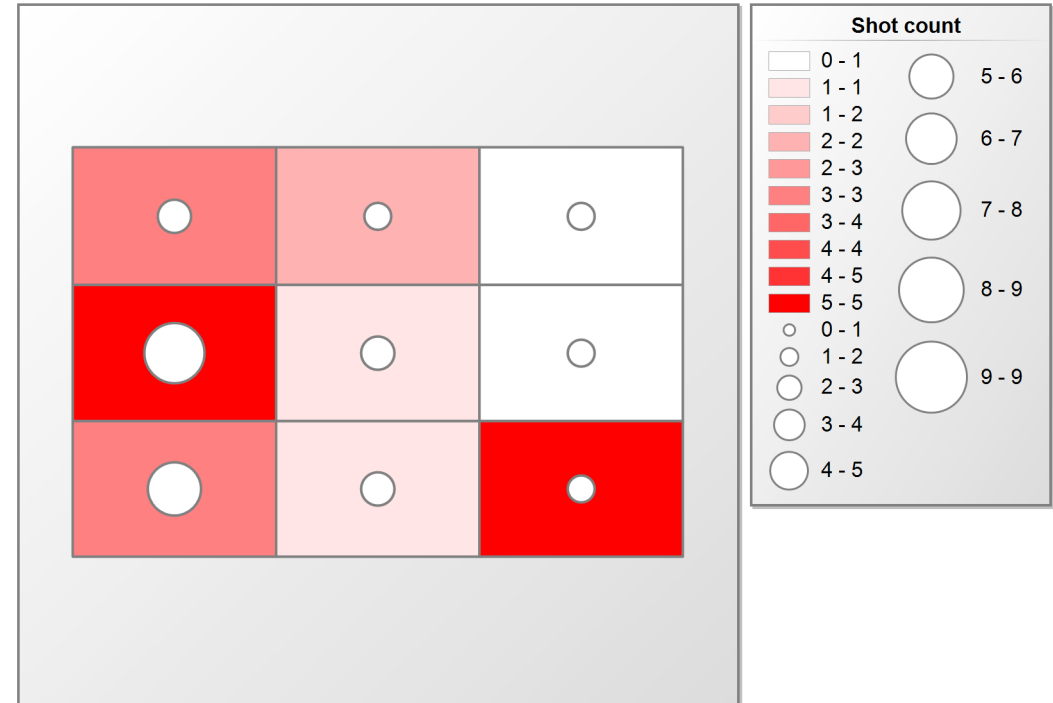 Shot count
0 - 1
1 - 1
1 - 2
2 - 2
2 - 3
3 - 3
3 - 4
4 - 4
4 - 5
5 - 5
0 - 1
1 - 2
2 - 3
3 - 4
4 - 5
5 - 6
6 - 7
7 - 8
8 - 9
9 - 9